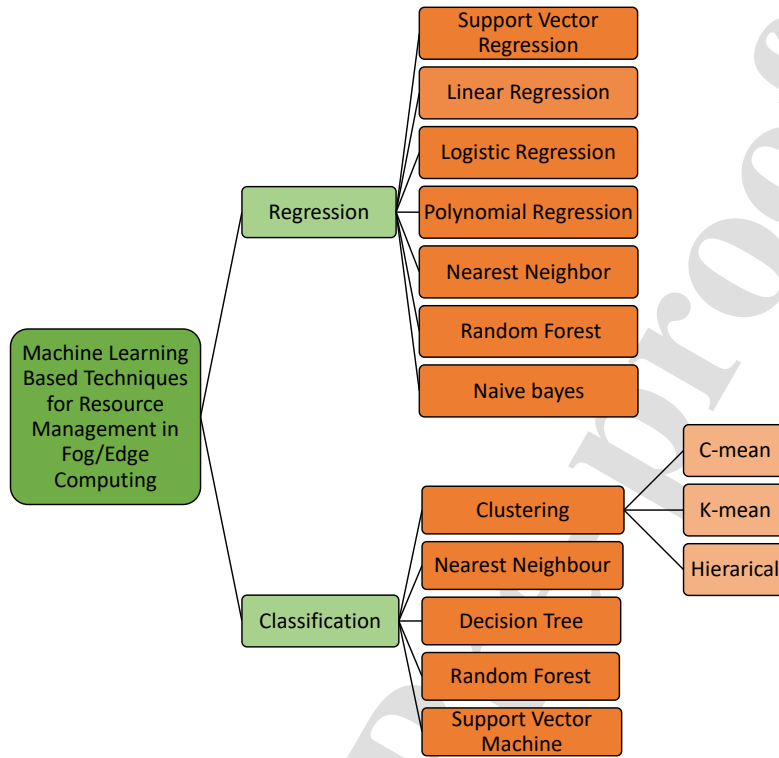 Machine Learning
Based Techniques
for Resource
Management in
Fog/Edge
Computing
Regression
Support Vector
Regression
Linear Regression
Logistic Regression
Polynomial Regression
Nearest Neighbor
Random Forest
Naive bayes
Classification
Clustering
C-mean
K-mean
Hierarical
Nearest Neighbour
Decision Tree
Random Forest
Support Vector
Machine